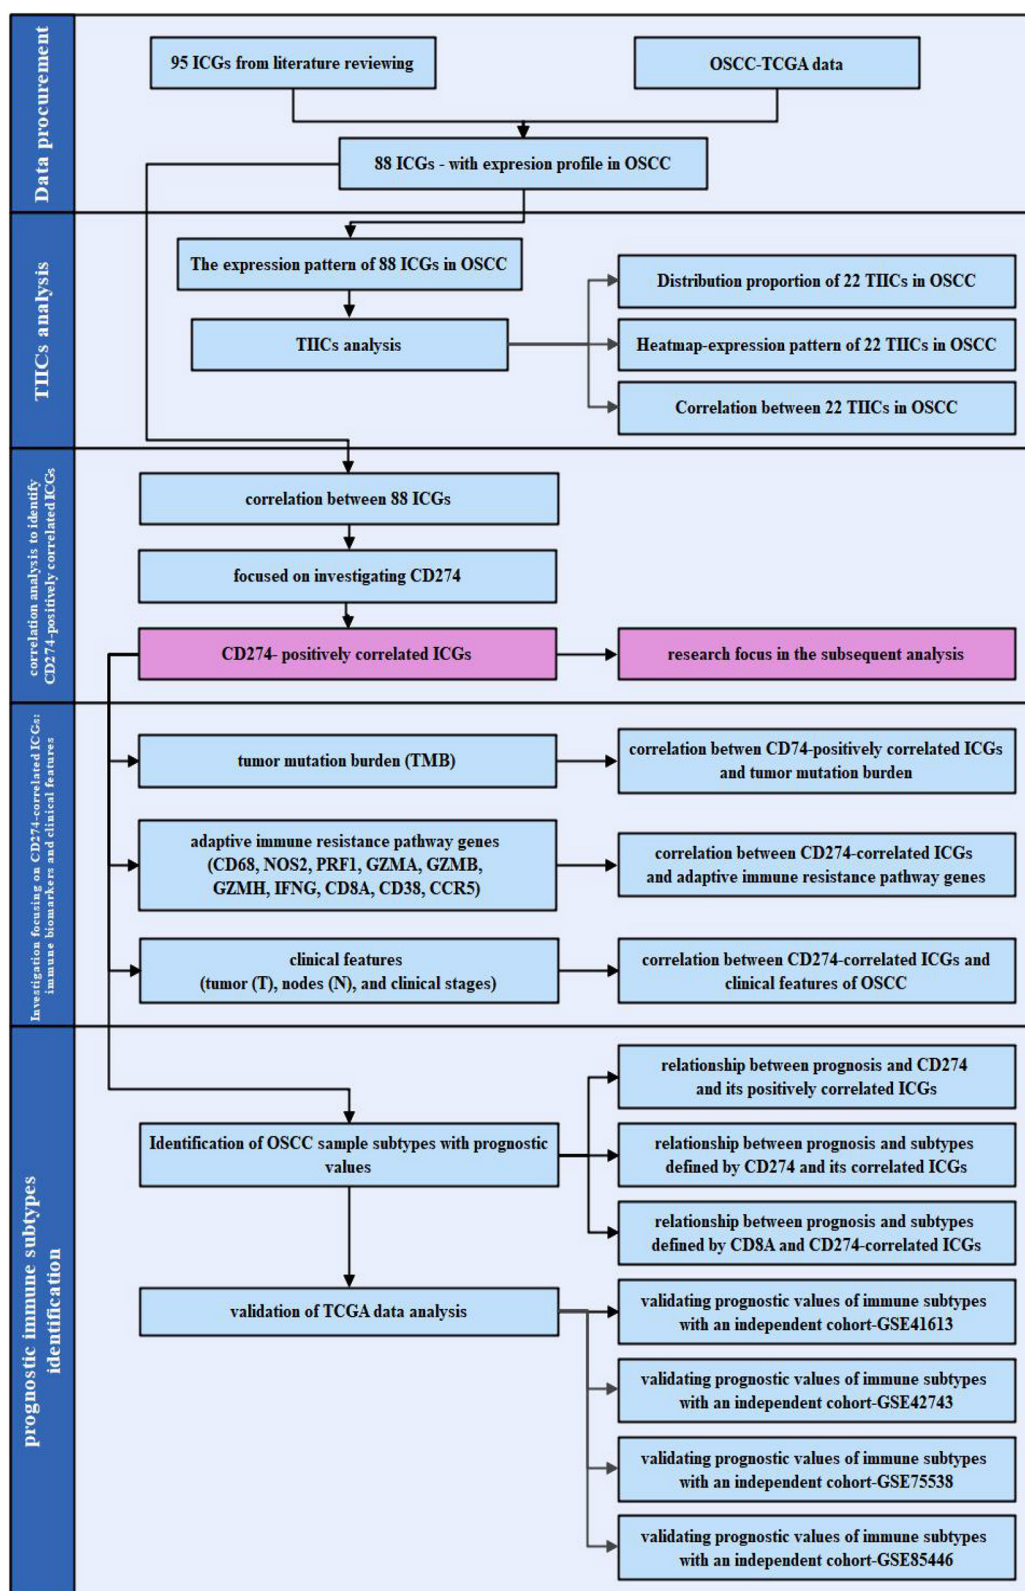 Data procurement
95 ICGs from literature reviewing
OSCC-TCGA data
88 ICGs - with expresion profile in OSCC
TIICs analysis
The expression pattern of 88 ICGs in OSCC
TIICs analysis
Distribution proportion of 22 TIICs in OSCC
Heatmap-expression pattern of 22 TIICs in OSCC
Correlation between 22 TIICs in OSCC
correlation analysis to identify
CD274-positively correlated ICGs
correlation between 88 ICGs
focused on investigating CD274
CD274- positively correlated ICGs
research focus in the subsequent analysis
Investigation focusing on CD274-correlated ICGs:
immune biomarkers and clinical features
tumor mutation burden (TMB)
correlation betwen CD74-positively correlated ICGs
and tumor mutation burden
adaptive immune resistance pathway genes
(CD68, NOS2, PRF1, GZMA, GZMB,
GZMH, IFNG, CD8A, CD38, CCR5)
correlation between CD274-correlated ICGs
and adaptive immune resistance pathway genes
clinical features
(tumor (T), nodes (N), and clinical stages)
correlation between CD274-correlated ICGs and
clinical features of OSCC
prognostic immune subtypes
identification
Identification of OSCC sample subtypes with prognostic
values
relationship between prognosis and CD274
and its positively correlated ICGs
relationship between prognosis and subtypes
defined by CD274 and its correlated ICGs
relationship between prognosis and subtypes
defined by CD8A and CD274-correlated ICGs
validation of TCGA data analysis
validating prognostic values of immune subtypes
with an independent cohort-GSE41613
validating prognostic values of immune subtypes
with an independent cohort-GSE42743
validating prognostic values of immune subtypes
with an independent cohort-GSE75538
validating prognostic values of immune subtypes
with an independent cohort-GSE85446